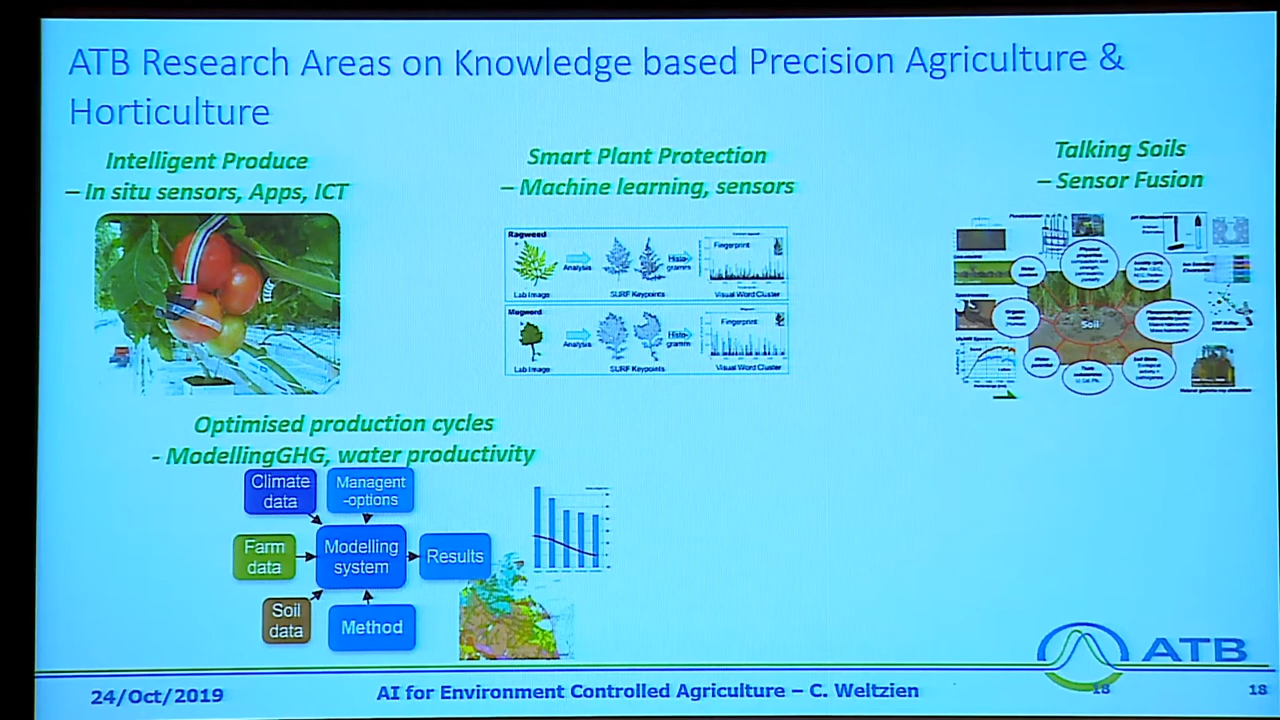 ATB Research Areas on Knowledge based Precision Agriculture &
Horticulture
Intelligent Produce
– In situ sensors, Apps, ICT
Smart Plant Protection
– Machine learning, sensors
Talking Soils
– Sensor Fusion
Ragweed
Fingerprint
Analysis
Histo-
gramms
Lab Image
SURF Keypoints
Visual Word Cluster
Mugword
Fingerprint
Analysis
Histo-
gramm
Lab Image
SURF Keypoints
Visual Word Cluster
Physical
properties
Soil
Optimised production cycles
- ModellingGHG, water productivity
Climate
data
Managent
-options
Farm
data
Modelling
system
Results
Soil
data
Method
ATB
24/Oct/2019
AI for Environment Controlled Agriculture – C. Weltzien
18
18